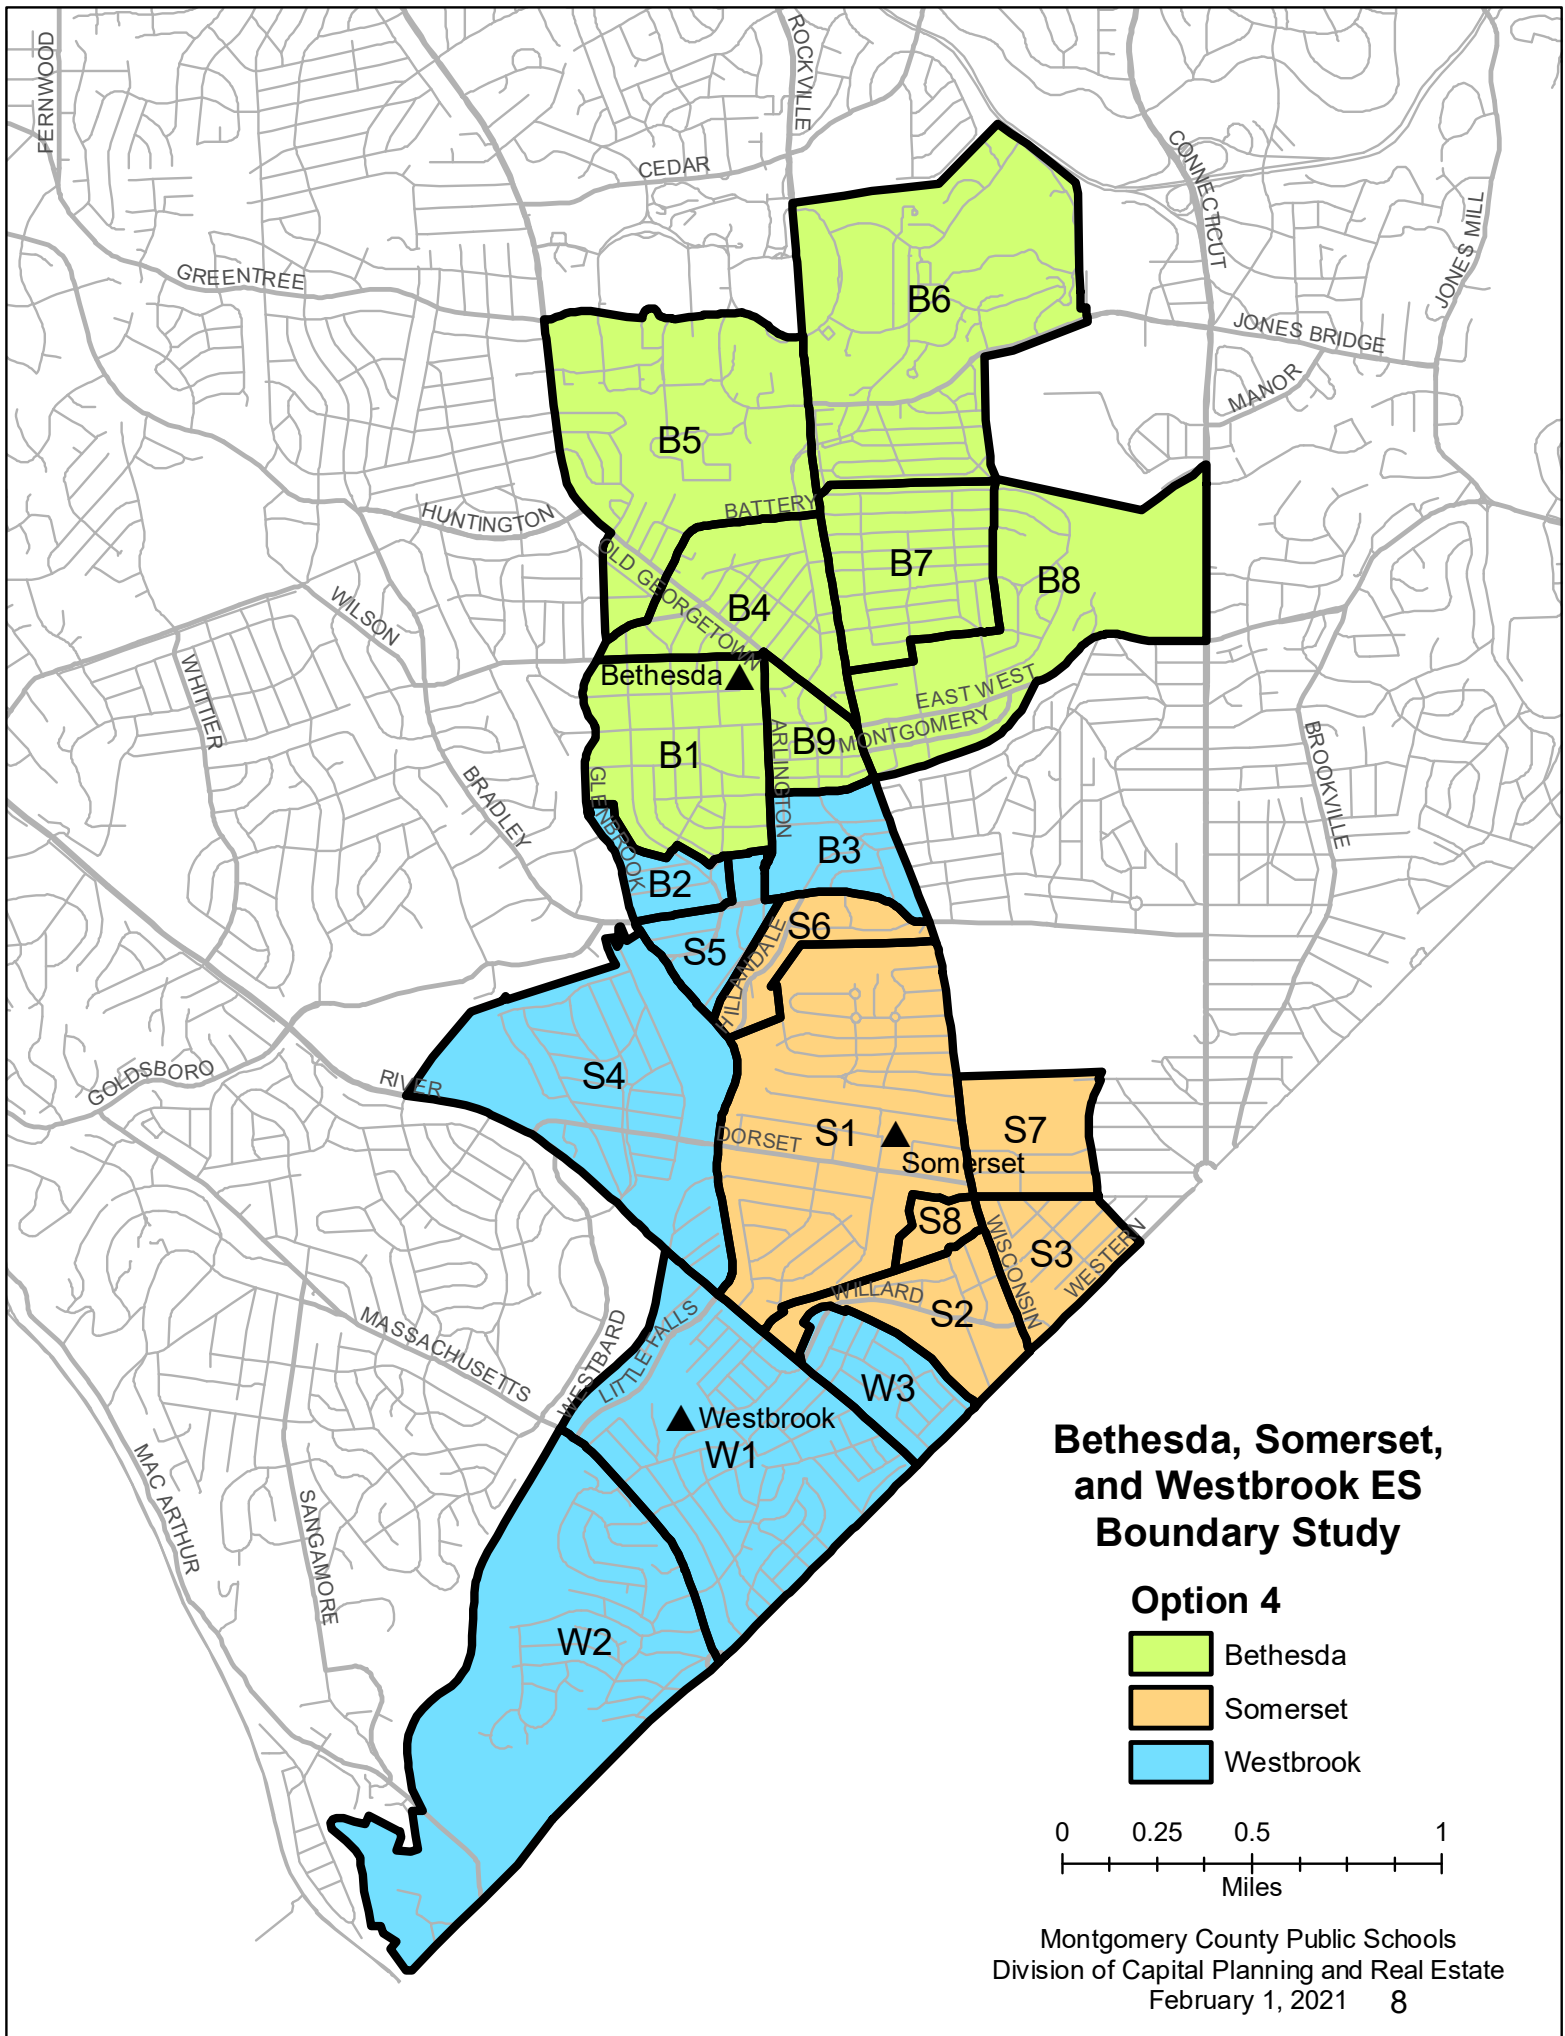 FERNWOOD
ROCKVILLE
CEDAR
CONNECTICUT
JONES MILL
GREENTREE
B6
JONES BRIDGE
MANOR
B5
BATTERY
HUNTINGTON
OLD GEORGETOWN
B7
B8
B4
WILSON
WHITTIER
Bethesda
EAST WEST
MONTGOMERY
ARLINGTON
B9
B1
BROOKVILLE
GLENBROOK
BRADLEY
B3
B2
S6
S5
HILLANDALE
S4
GOLDSBORO
RIVER
DORSET
S1
S7
Somerset
S8
WISCONSIN
S3
WESTERN
WILLARD
S2
MASSACHUSETTS
WESTBARD
LITTLE FALLS
W3
Westbrook
W1
MAC ARTHUR
SANGAMORE
W2
Bethesda, Somerset,
and Westbrook ES
Boundary Study
Option 4
Bethesda
Somerset
Westbrook
0 0.25 0.5 1
Miles
Montgomery County Public Schools
Division of Capital Planning and Real Estate
February 1, 2021 8